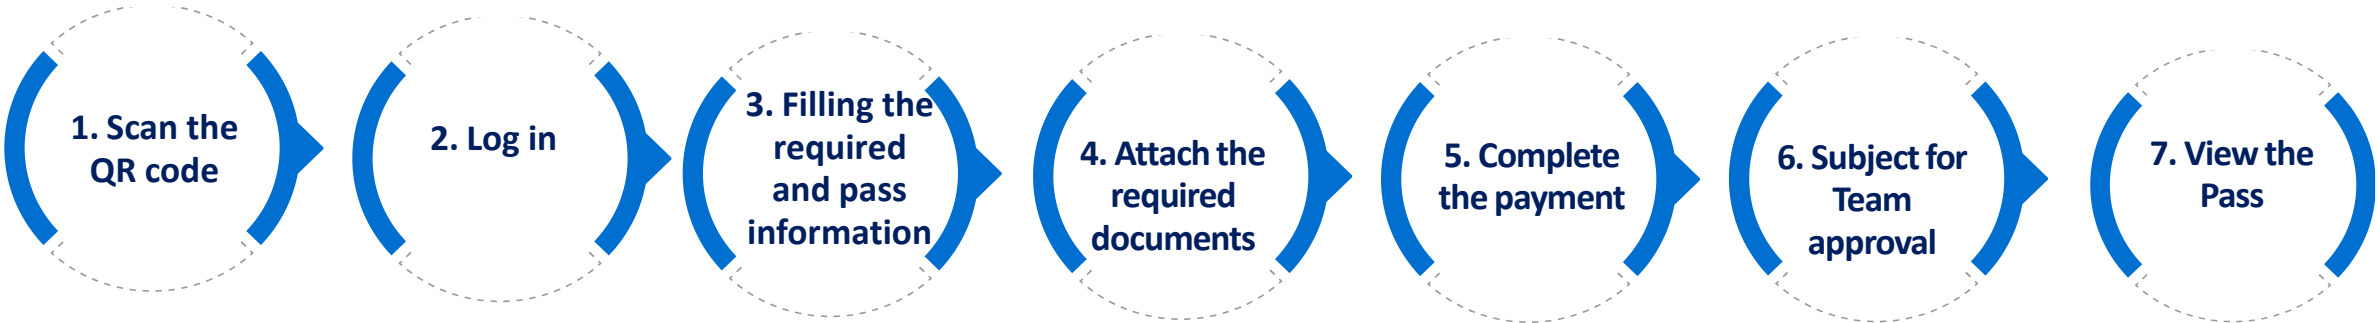 1. Scan the
QR code
2. Log in
3. Filling the
required
and pass
information
4. Attach the
required
documents
5. Complete
the payment
6. Subject for
Team
approval
7. View the
Pass